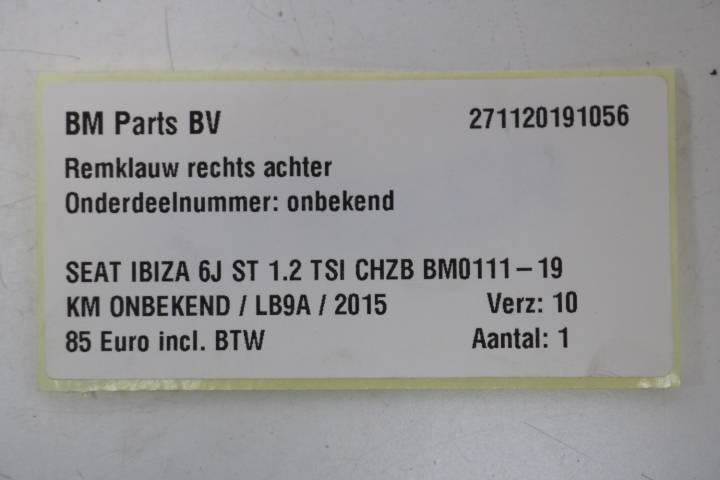 BM Parts BV 271120191056
Remklauw rechts achter
Onderdeelnummer: onbekend
SEAT IBIZA 6J ST 1.2 TSI CHZB BM0111-19
KM ONBEKEND / LB9A / 2015 Verz: 10
85 Euro incl. BTW Aantal: 1